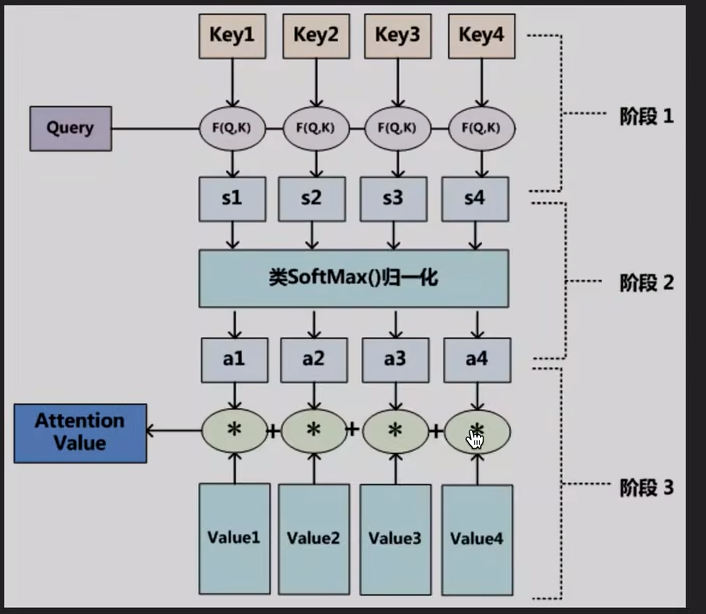 Key1 Key2 Key3 Key4
阶段 1
Query F(Q,K) F(Q,K) F(Q,K) F(Q,K)
s1 s2 s3 s4
类SoftMax()归一化
阶段 2
a1 a2 a3 a4
Attention
Value
* + * + * + *
阶段 3
Value1 Value2 Value3 Value4